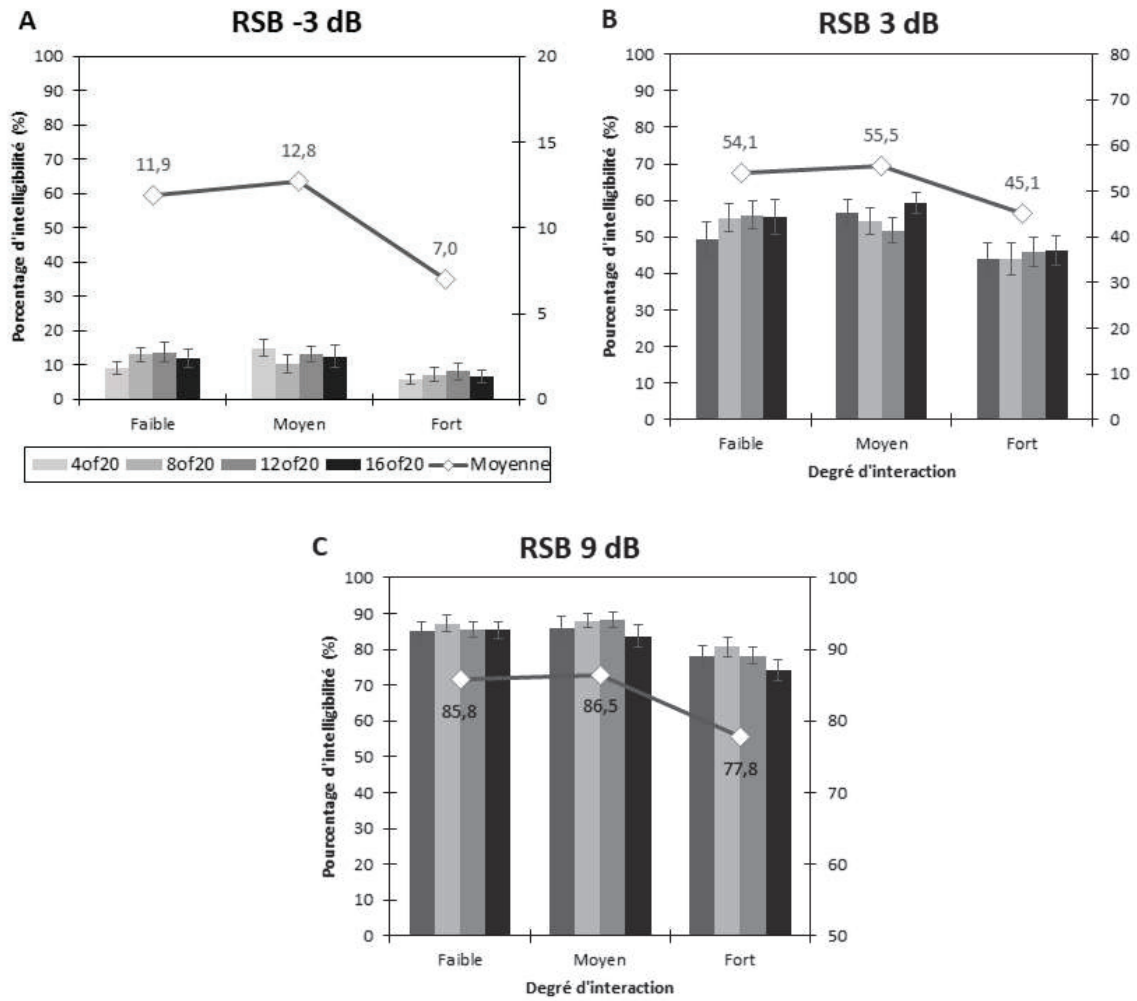 A
RSB -3 dB
Porcentage d'intelligibilité (%)
100
90
80
70
60
50
40
30
20
10
0
11,9
12,8
7,0
20
15
10
5
0
Faible
Moyen
Fort
4of20
8of20
12of20
16of20
Moyenne
B
RSB 3 dB
Pourcentage d'intelligibilité (%)
100
90
80
70
60
50
40
30
20
10
0
54,1
55,5
45,1
80
70
60
50
40
30
20
10
0
Faible
Moyen
Fort
Degré d'interaction
C
RSB 9 dB
Pourcentage d'intelligibilité (%)
100
90
80
70
60
50
40
30
20
10
0
85,8
86,5
77,8
100
90
80
70
60
50
Faible
Moyen
Fort
Degré d'interaction